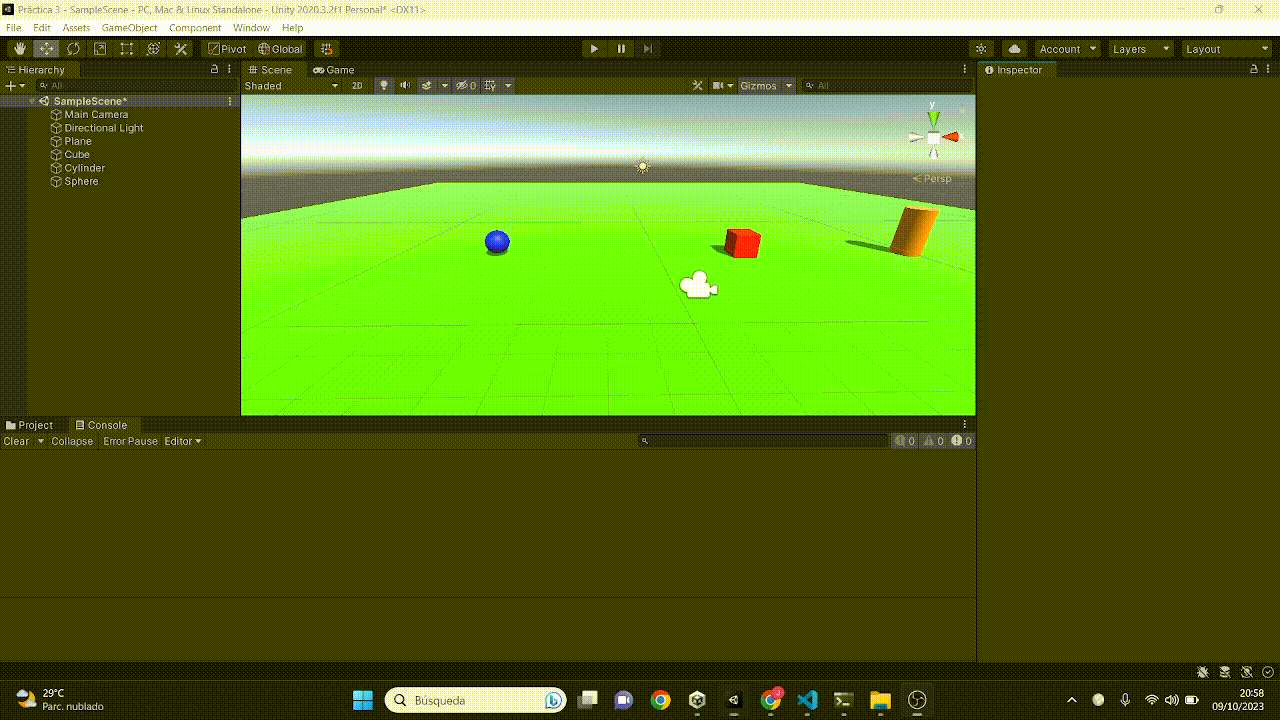 Práctica 3 - SampleScene - PC, Mac & Linux Standalone - Unity 2020.3.2f1 Personal* <DX11>
File Edit Assets GameObject Component Window Help
Pivot Global Account Layers Layout
Hierarchy Scene Game Inspector
All Shaded 2D 0 Gizmos All
SampleScene*
Main Camera
Directional Light
Plane
Cube
Cylinder
Sphere
y
Persp
Project Console
Clear Collapse Error Pause Editor 0 0 0
29°C
Parc. nublado
Búsqueda
20:58
09/10/2023